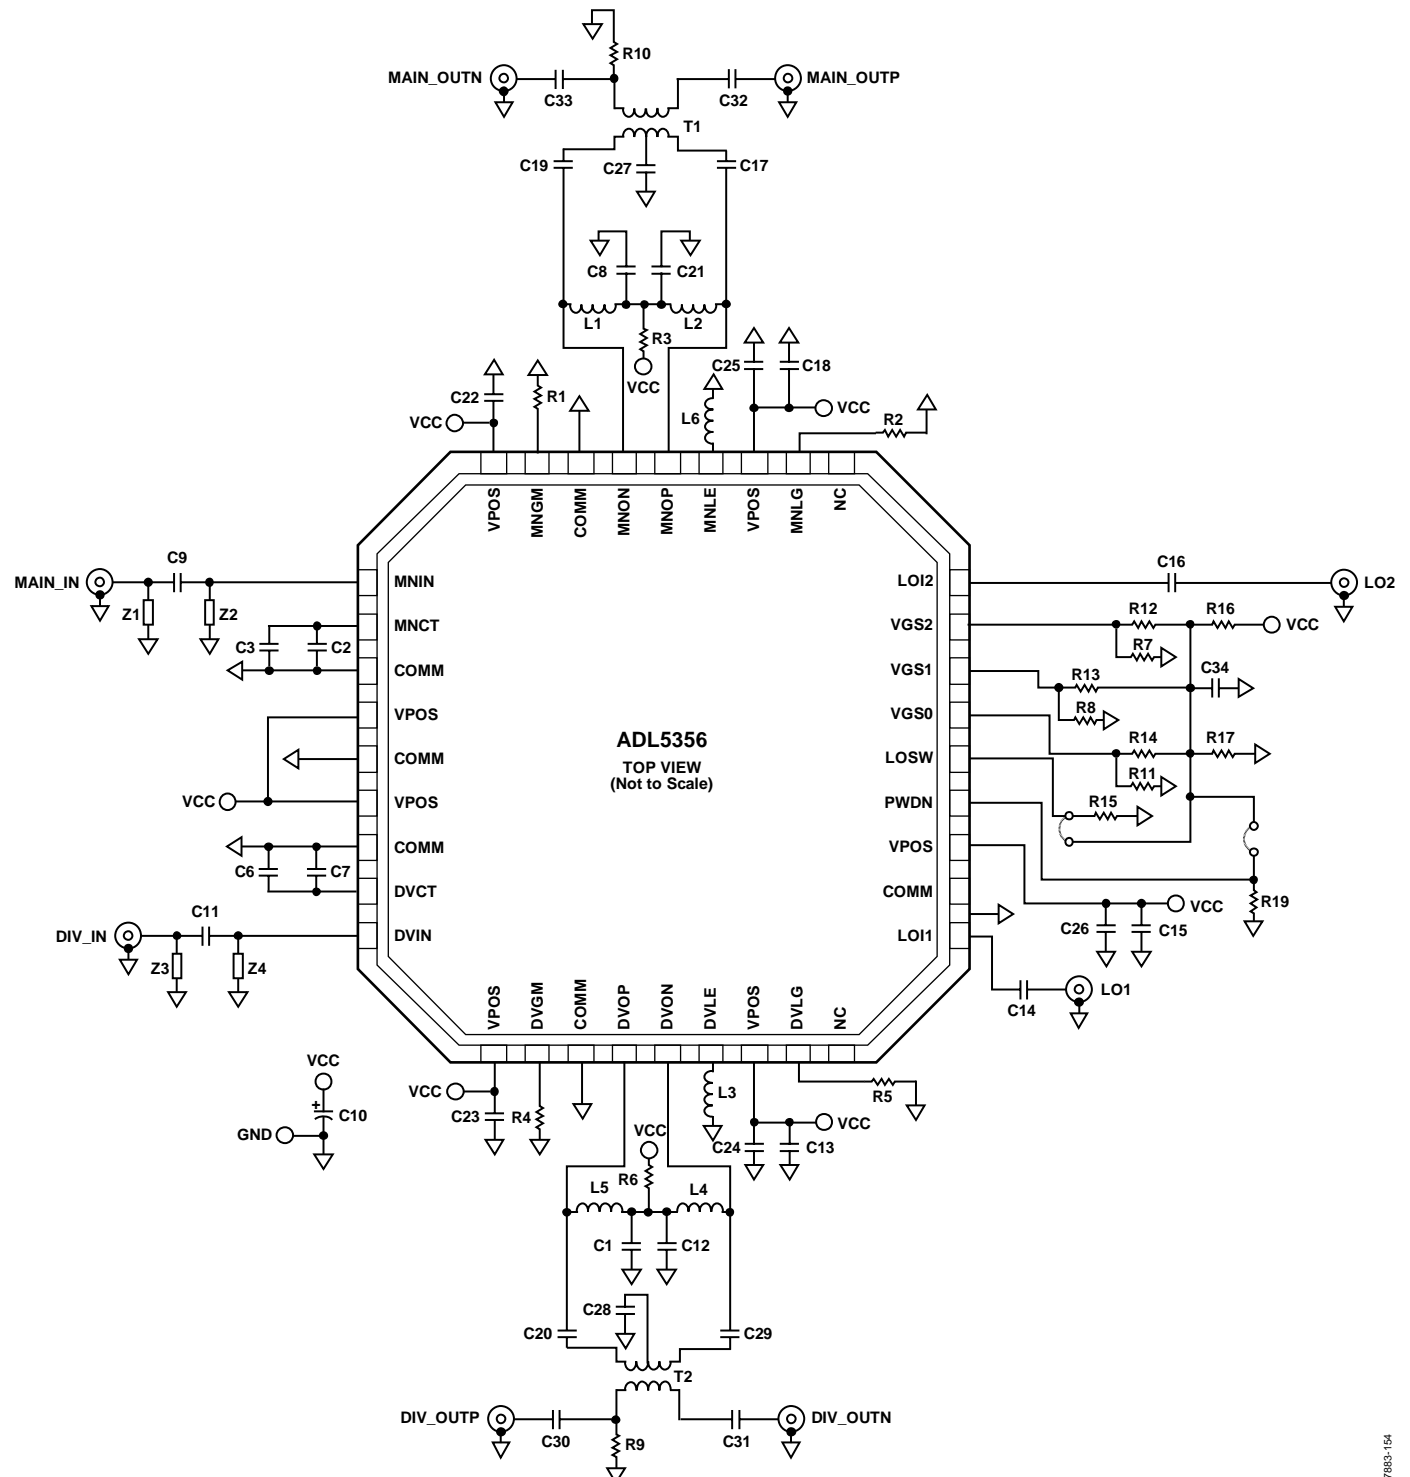 R10
MAIN_OUTN
MAIN_OUTP
C33
C32
T1
C19
C27
C17
C8
C21
L1
L2
R3
VCC
C25
C18
C22
R1
L6
VCC
VCC
R2
VPOS
MNGM
COMM
MNON
MNOP
MNLE
VPOS
MNLG
NC
C9
C16
MAIN_IN
MNIN
LOI2
LO2
Z1
Z2
R12
R16
MNCT
VGS2
VCC
C3
C2
R7
COMM
VGS1
R13
C34
R8
VPOS
VGS0
ADL5356
R14
R17
COMM
LOSW
TOP VIEW
(Not to Scale)
R11
VCC
VPOS
PWDN
R15
COMM
VPOS
C6
C7
DVCT
COMM
R19
VCC
C11
C26
C15
DIV_IN
DVIN
LOI1
Z3
Z4
C14
LO1
VPOS
DVGM
COMM
DVOP
DVON
DVLE
VPOS
DVLG
NC
VCC
C10
GND
VCC
C23
R4
L3
R5
VCC
VCC
C24
C13
R6
L5
L4
C1
C12
C28
C20
C29
T2
DIV_OUTP
DIV_OUTN
C30
R9
C31
7883-154